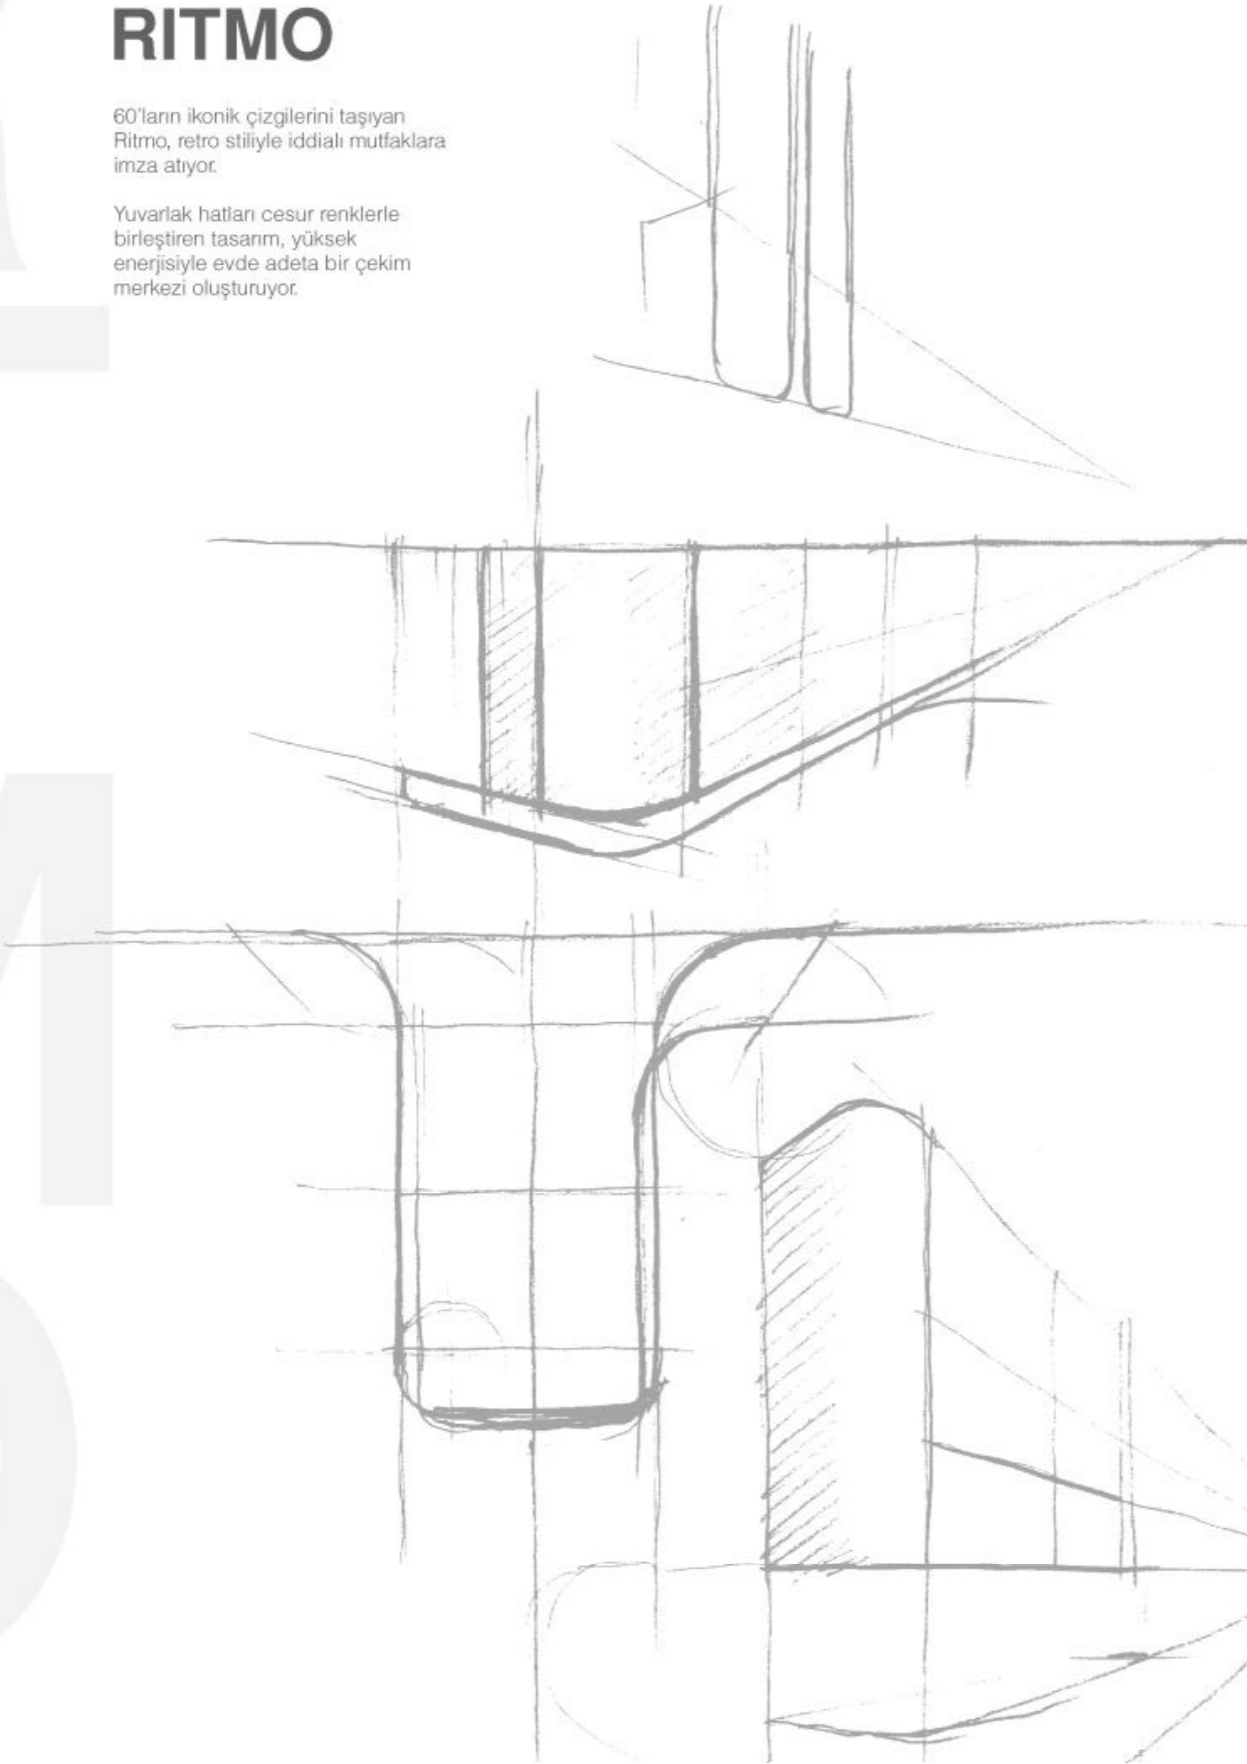 RITMO
60'ların ikonik çizgilerini taşıyan
Ritmo, retro stiliyle iddialı mutfaklara
imza atıyor.
Yuvarlak hatları cesur renklerle
birleştiren tasarım, yüksek
enerjisiyle evde adeta bir çekim
merkezi oluşturuyor.